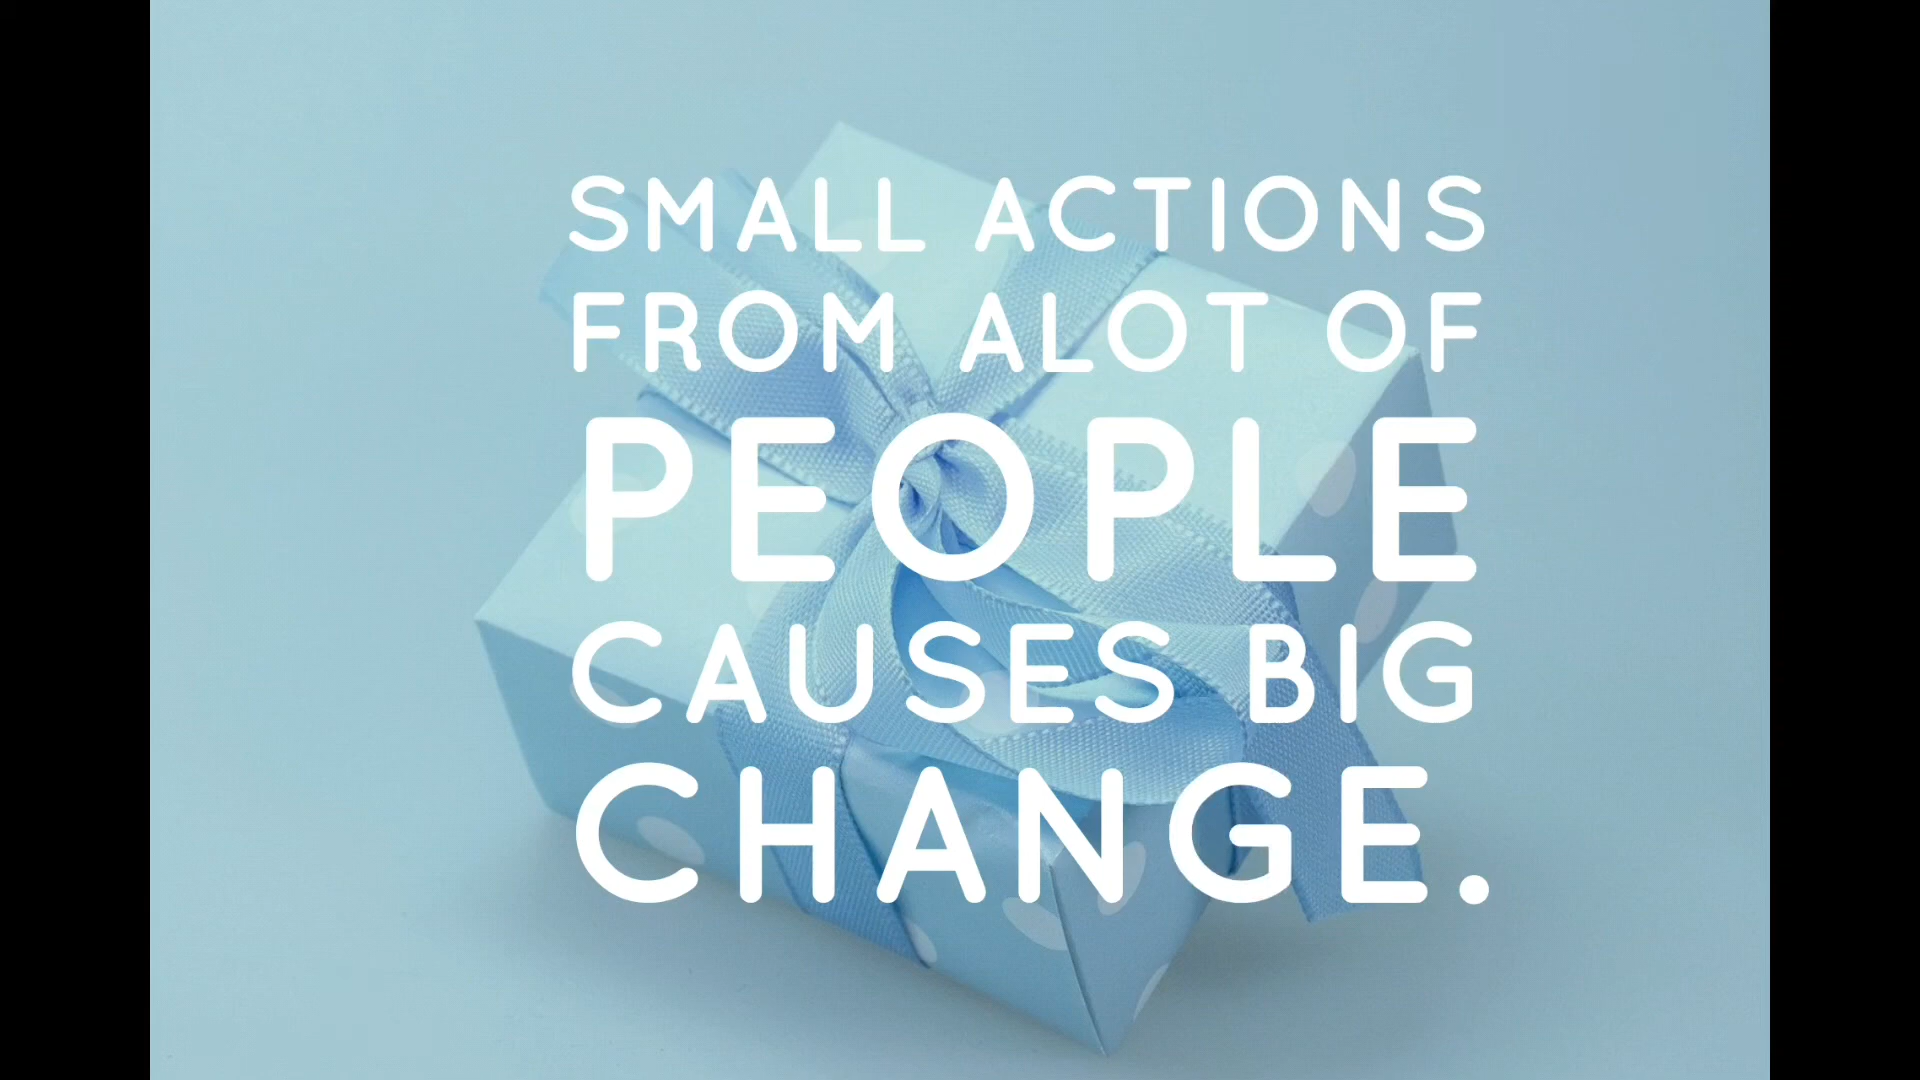 SMALL ACTIONS
FROM ALOT OF
PEOPLE
CAUSES BIG
CHANGE.